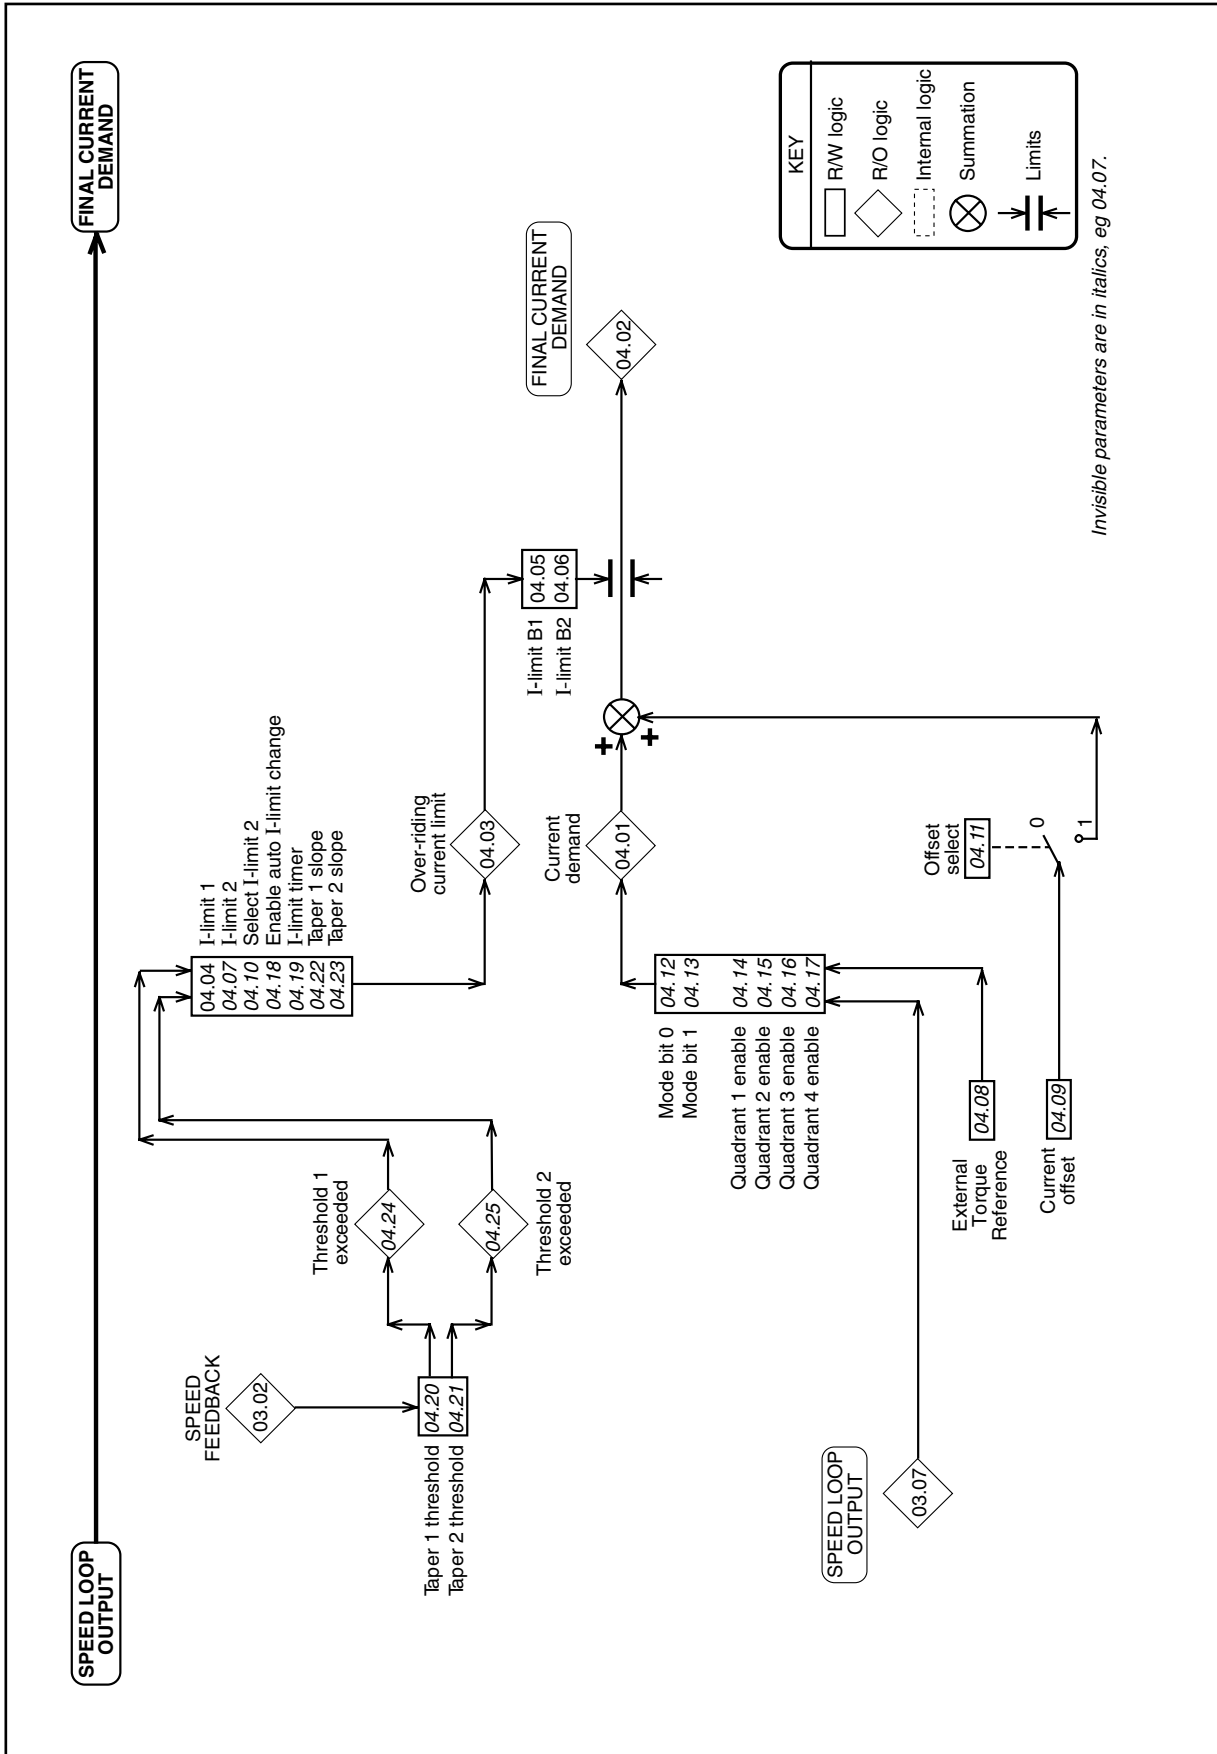 SPEED LOOP
OUTPUT
FINAL CURRENT
DEMAND
SPEED
FEEDBACK
03.02
Taper 1 threshold
Taper 2 threshold
04.20
04.21
Threshold 1
exceeded
04.24
04.25
Threshold 2
exceeded
04.04
04.07
04.10
04.18
04.19
04.22
04.23
I-limit 1
I-limit 2
Select I-limit 2
Enable auto I-limit change
I-limit timer
Taper 1 slope
Taper 2 slope
Over-riding
current limit
04.03
I-limit B1
I-limit B2
04.05
04.06
FINAL CURRENT
DEMAND
04.02
Current
demand
04.01
+
+
Mode bit 0
Mode bit 1
Quadrant 1 enable
Quadrant 2 enable
Quadrant 3 enable
Quadrant 4 enable
04.12
04.13
04.14
04.15
04.16
04.17
SPEED LOOP
OUTPUT
03.07
External
Torque
Reference
04.08
Current
offset
04.09
Offset
select
04.11
0
1
KEY
R/W logic
R/O logic
Internal logic
Summation
Limits
Invisible parameters are in italics, eg 04.07.